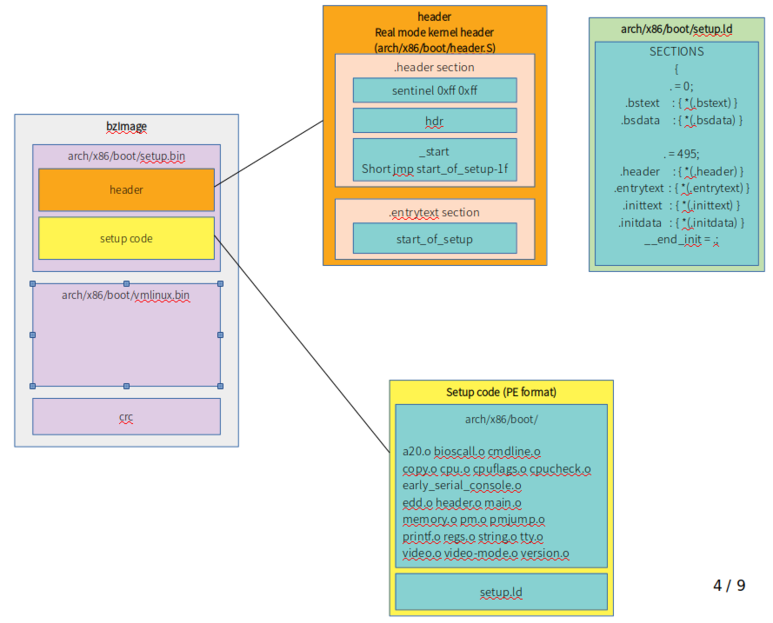 bzImage
arch/x86/boot/setup.bin
header
setup code
arch/x86/boot/vmlinux.bin
crc
header
Real mode kernel header
(arch/x86/boot/header.S)
.header section
sentinel 0xff 0xff
hdr
_start
Short jmp start_of_setup-1f
.entrytext section
start_of_setup
arch/x86/boot/setup.ld
SECTIONS
{
. = 0;
.bstext : { *(.bstext) }
.bsdata : { *(.bsdata) }
. = 495;
.header : { *(.header) }
.entrytext : { *(.entrytext) }
.inittext : { *(.inittext) }
.initdata : { *(.initdata) }
__end_init = .;
Setup code (PE format)
arch/x86/boot/
a20.o bioscall.o cmdline.o
copy.o cpu.o cpuflags.o cpucheck.o
early_serial_console.o
edd.o header.o main.o
memory.o pm.o pmjump.o
printf.o regs.o string.o tty.o
video.o video-mode.o version.o
setup.ld
4 / 9